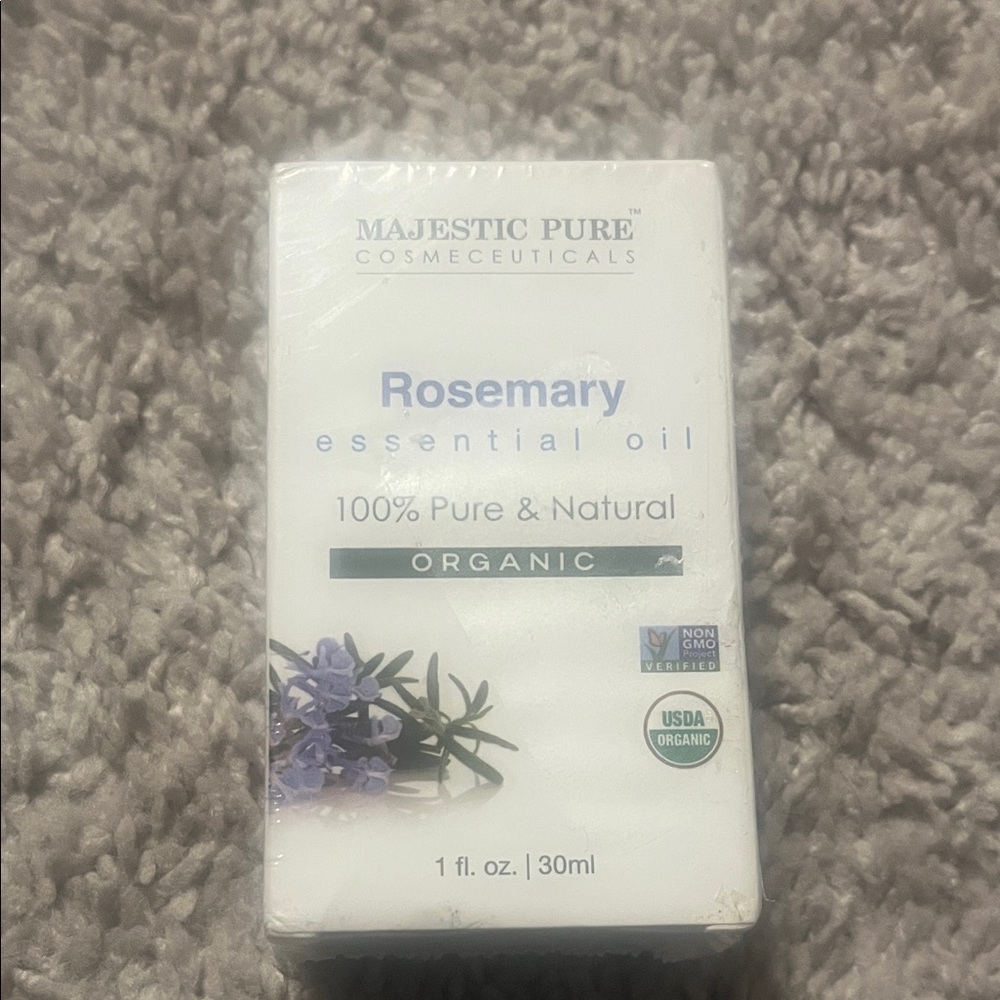 MAJESTIC PURE™
COSMECEUTICALS
Rosemary
essential oil
100% Pure & Natural
ORGANIC
NON
GMO
Project
VERIFIED
USDA
ORGANIC
1 fl. oz. | 30ml